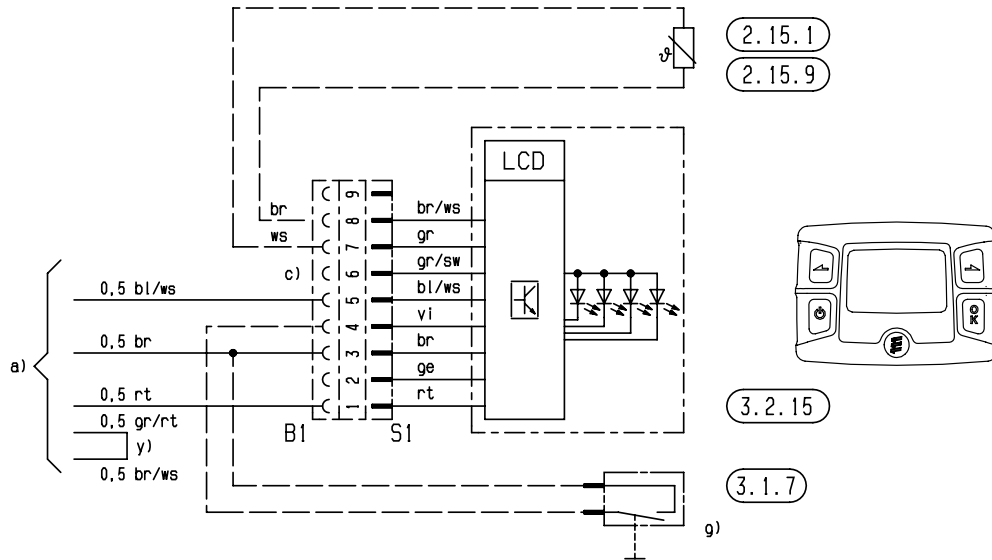 2.15.1
ϑ
2.15.9
LCD
br
ws
c)
9
8
7
6
5
4
3
2
1
br/ws
gr
gr/sw
bl/ws
vi
br
ge
rt
B1
S1
a)
0,5 bl/ws
0,5 br
0,5 rt
0,5 gr/rt
y)
0,5 br/ws
OK
3.2.15
3.1.7
g)